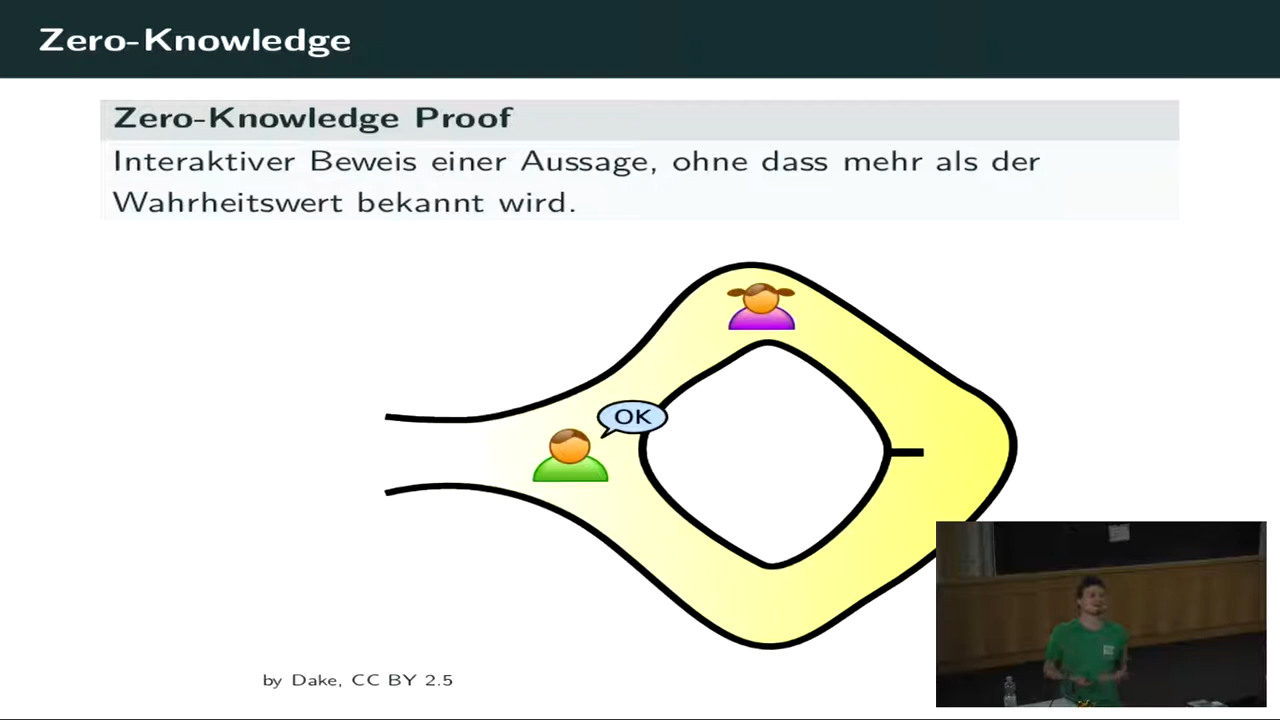 Zero-Knowledge
Zero-Knowledge Proof
Interaktiver Beweis einer Aussage, ohne dass mehr als der
Wahrheitswert bekannt wird.
OK
by Dake, CC BY 2.5